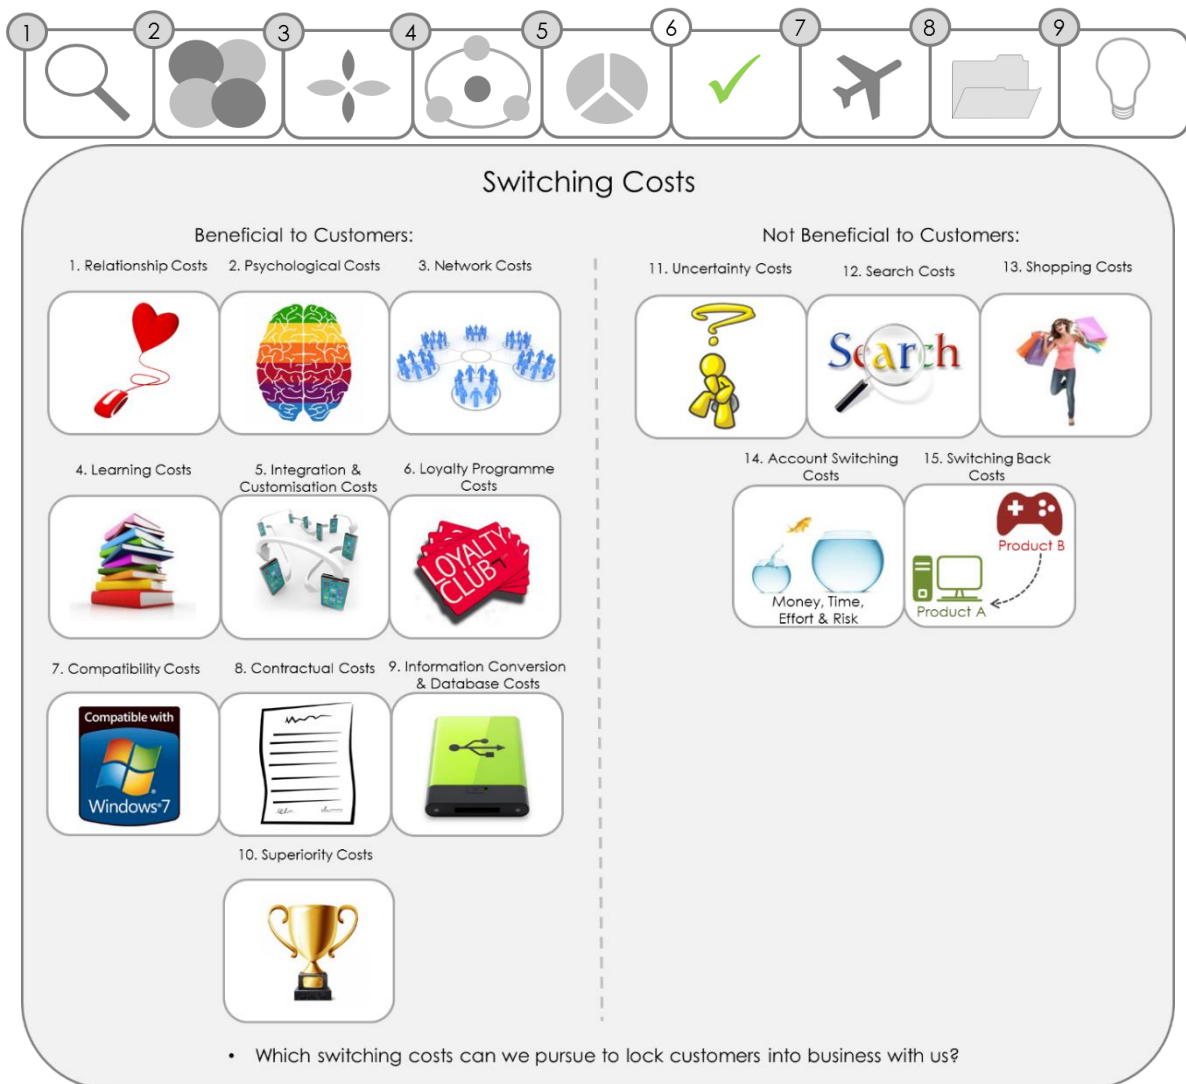 1
2
3
4
5
6
7
8
9
Switching Costs
Beneficial to Customers:
1. Relationship Costs
2. Psychological Costs
3. Network Costs
4. Learning Costs
5. Integration &
Customisation Costs
6. Loyalty Programme
Costs
LOYALTY
CLUB
7. Compatibility Costs
Compatible with
Windows®7
8. Contractual Costs
9. Information Conversion
& Database Costs
10. Superiority Costs
Not Beneficial to Customers:
11. Uncertainty Costs
?
12. Search Costs
Search
13. Shopping Costs
14. Account Switching
Costs
Money, Time,
Effort & Risk
15. Switching Back
Costs
Product B
Product A
• Which switching costs can we pursue to lock customers into business with us?